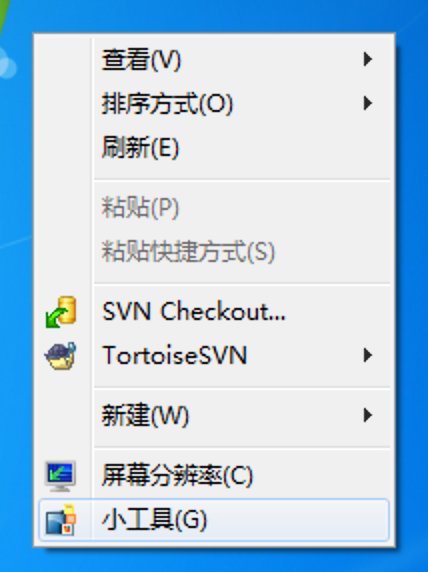 查看(V)
排序方式(O)
刷新(E)
粘贴(P)
粘贴快捷方式(S)
SVN Checkout...
TortoiseSVN
新建(W)
屏幕分辨率(C)
小工具(G)